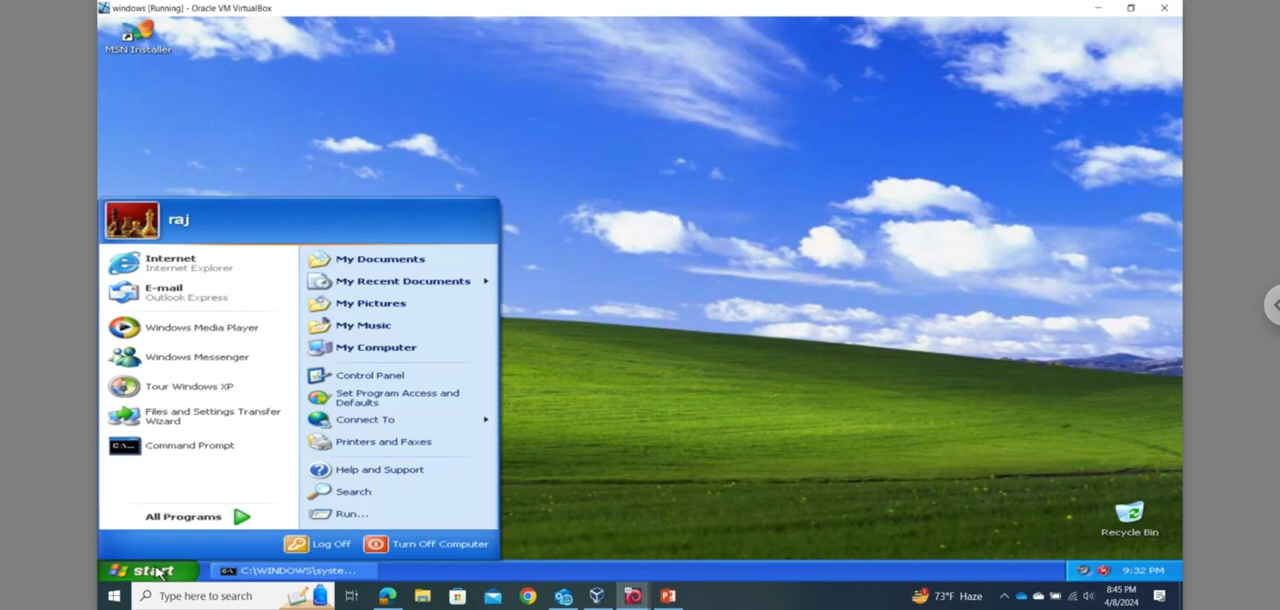 windows [Running] - Oracle VM VirtualBox
MSN Installer
raj
Internet
Internet Explorer
E-mail
Outlook Express
Windows Media Player
Windows Messenger
Tour Windows XP
Files and Settings Transfer
Wizard
Command Prompt
All Programs
My Documents
My Recent Documents
My Pictures
My Music
My Computer
Control Panel
Set Program Access and
Defaults
Connect To
Printers and Faxes
Help and Support
Search
Run...
Log Off
Turn Off Computer
Recycle Bin
start
C:\WINDOWS\syste...
9:32 PM
Type here to search
73°F Haze
8:45 PM
4/8/2024